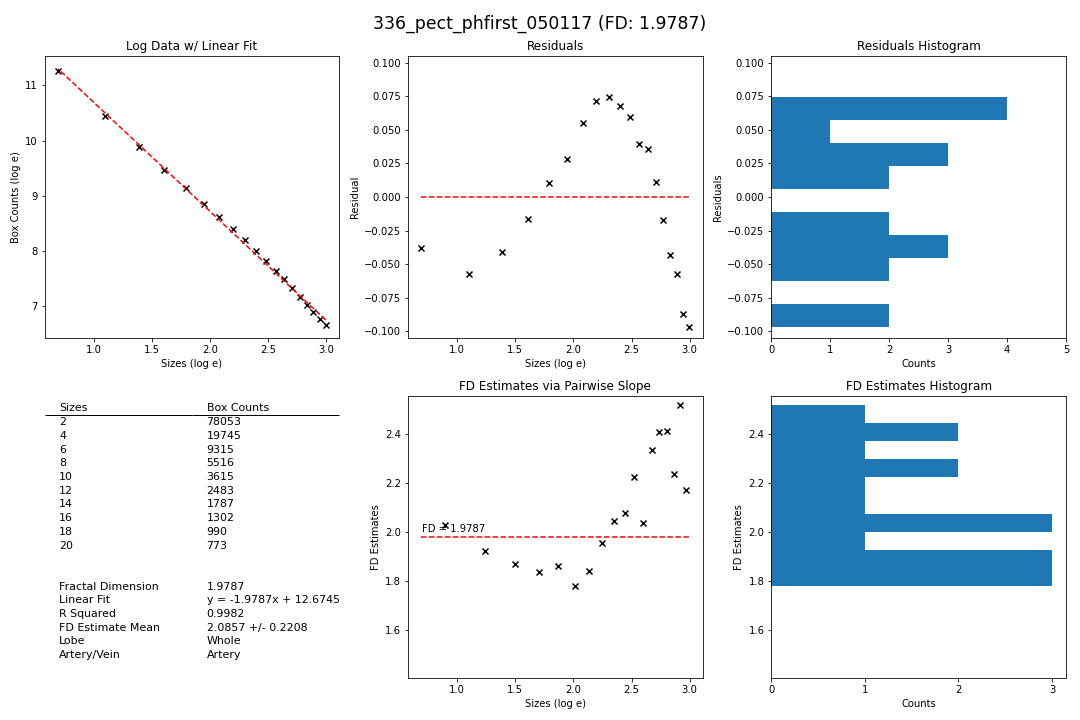 336_pect_phfirst_050117 (FD: 1.9787)
Log Data w/ Linear Fit
Box Counts (log e)
11
10
9
8
7
1.0 1.5 2.0 2.5 3.0
Sizes (log e)
Residuals
Residual
0.100
0.075
0.050
0.025
0.000
−0.025
−0.050
−0.075
−0.100
1.0 1.5 2.0 2.5 3.0
Sizes (log e)
Residuals Histogram
Residuals
0.100
0.075
0.050
0.025
0.000
−0.025
−0.050
−0.075
−0.100
0 1 2 3 4 5
Counts
Sizes Box Counts
2 78053
4 19745
6 9315
8 5516
10 3615
12 2483
14 1787
16 1302
18 990
20 773
Fractal Dimension 1.9787
Linear Fit y = -1.9787x + 12.6745
R Squared 0.9982
FD Estimate Mean 2.0857 +/- 0.2208
Lobe Whole
Artery/Vein Artery
FD Estimates via Pairwise Slope
FD Estimates
2.4
2.2
2.0
1.8
1.6
FD = 1.9787
1.0 1.5 2.0 2.5 3.0
Sizes (log e)
FD Estimates Histogram
FD Estimates
2.4
2.2
2.0
1.8
1.6
0 1 2 3
Counts